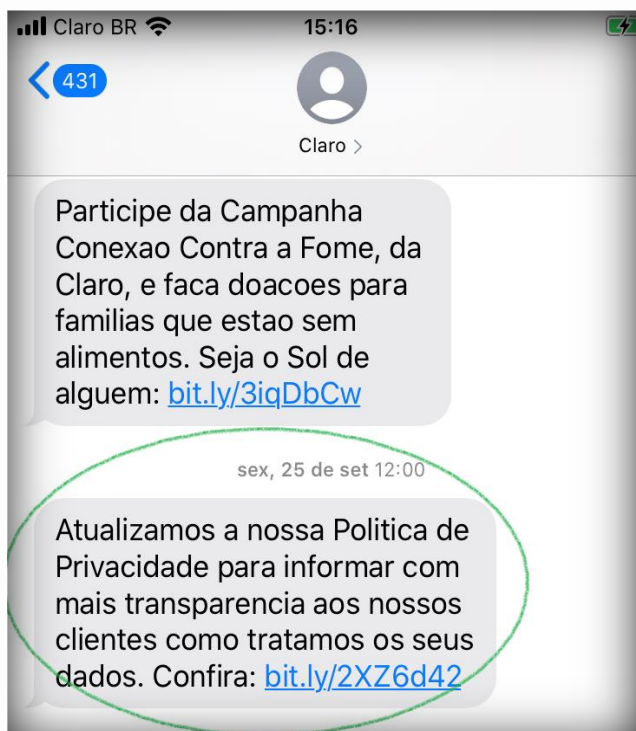 Claro BR 15:16
431
Claro >
Participe da Campanha
Conexao Contra a Fome, da
Claro, e faca doacoes para
familias que estao sem
alimentos. Seja o Sol de
alguem: bit.ly/3iqDbCw
sex, 25 de set 12:00
Atualizamos a nossa Politica de
Privacidade para informar com
mais transparencia aos nossos
clientes como tratamos os seus
dados. Confira: bit.ly/2XZ6d42